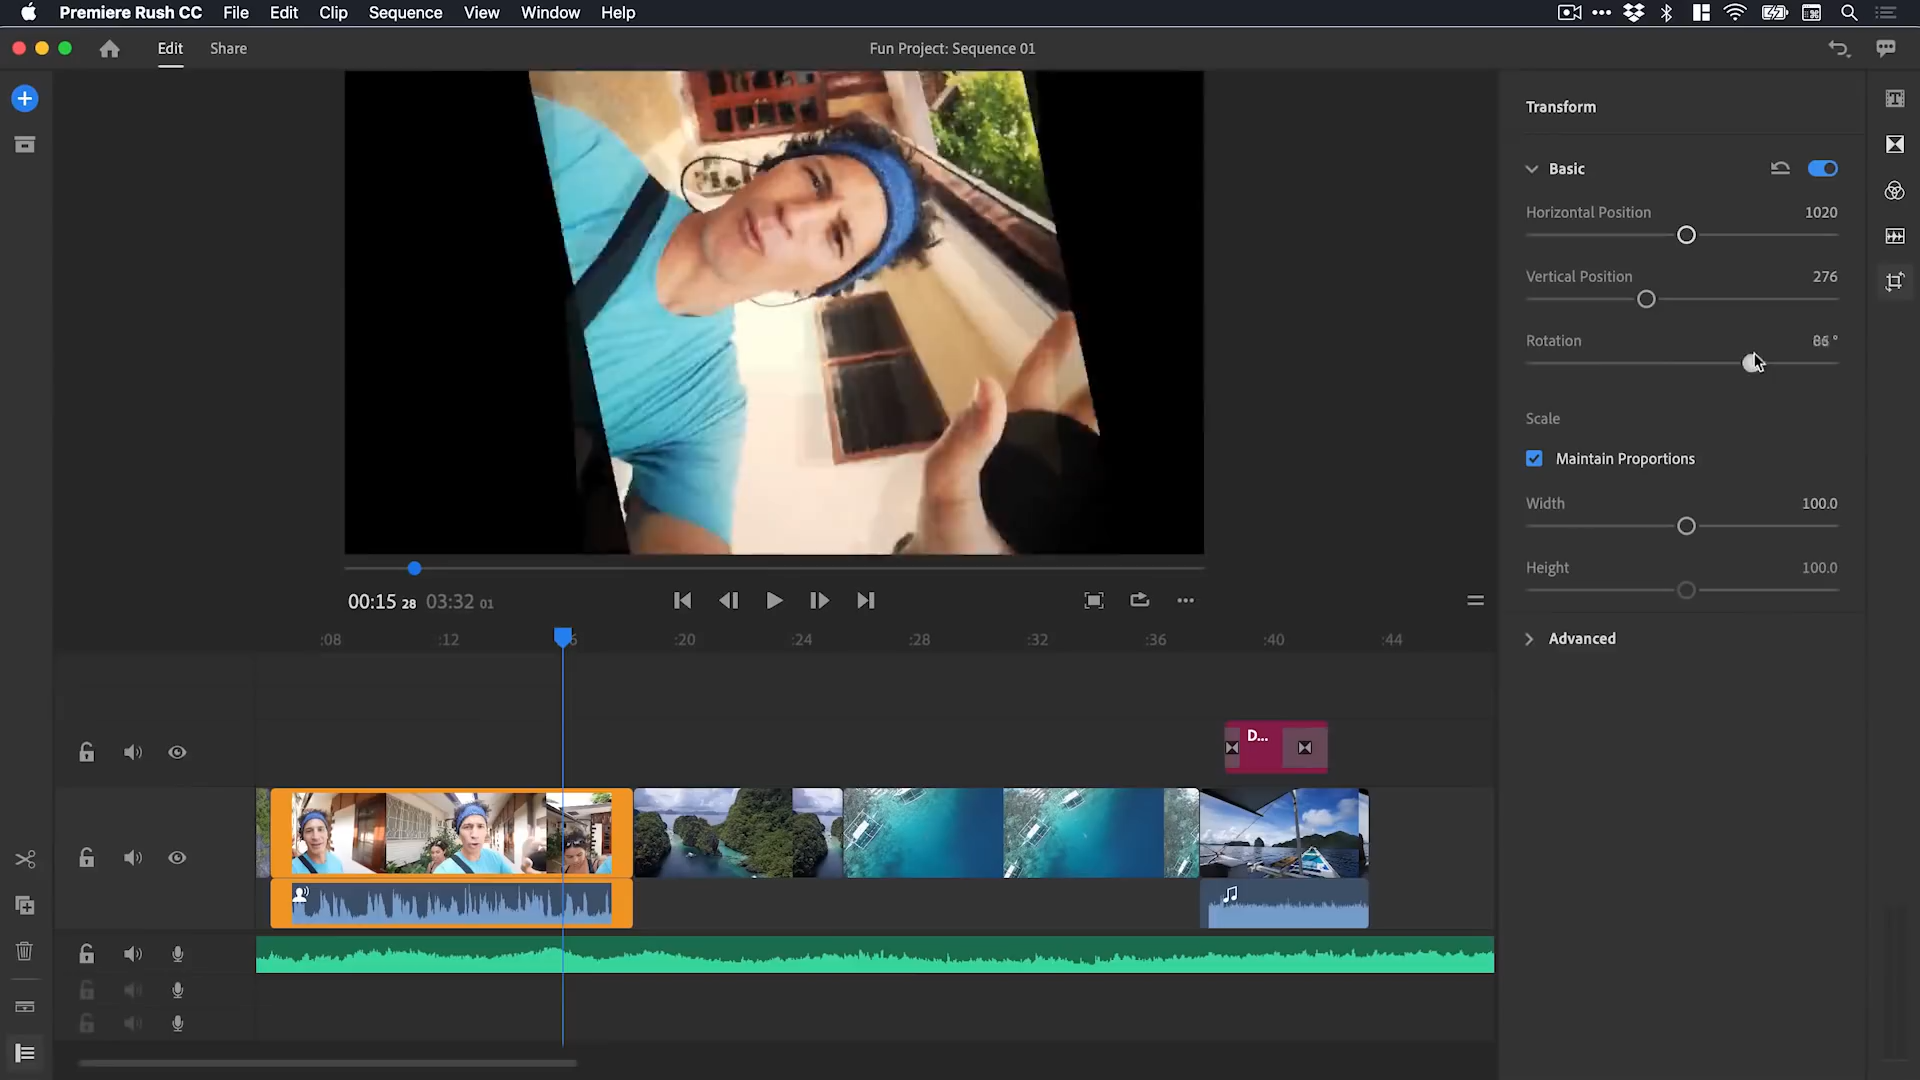 Premiere Rush CC File Edit Clip Sequence View Window Help
Edit Share Fun Project: Sequence 01
Transform
Basic
Horizontal Position 1020
Vertical Position 276
Rotation
Scale
Maintain Proportions
Width 100.0
Height 100.0
Advanced
00:15 28 03:32 01
:08 :12 :20 :24 :28 :32 :36 :40 :44
D...